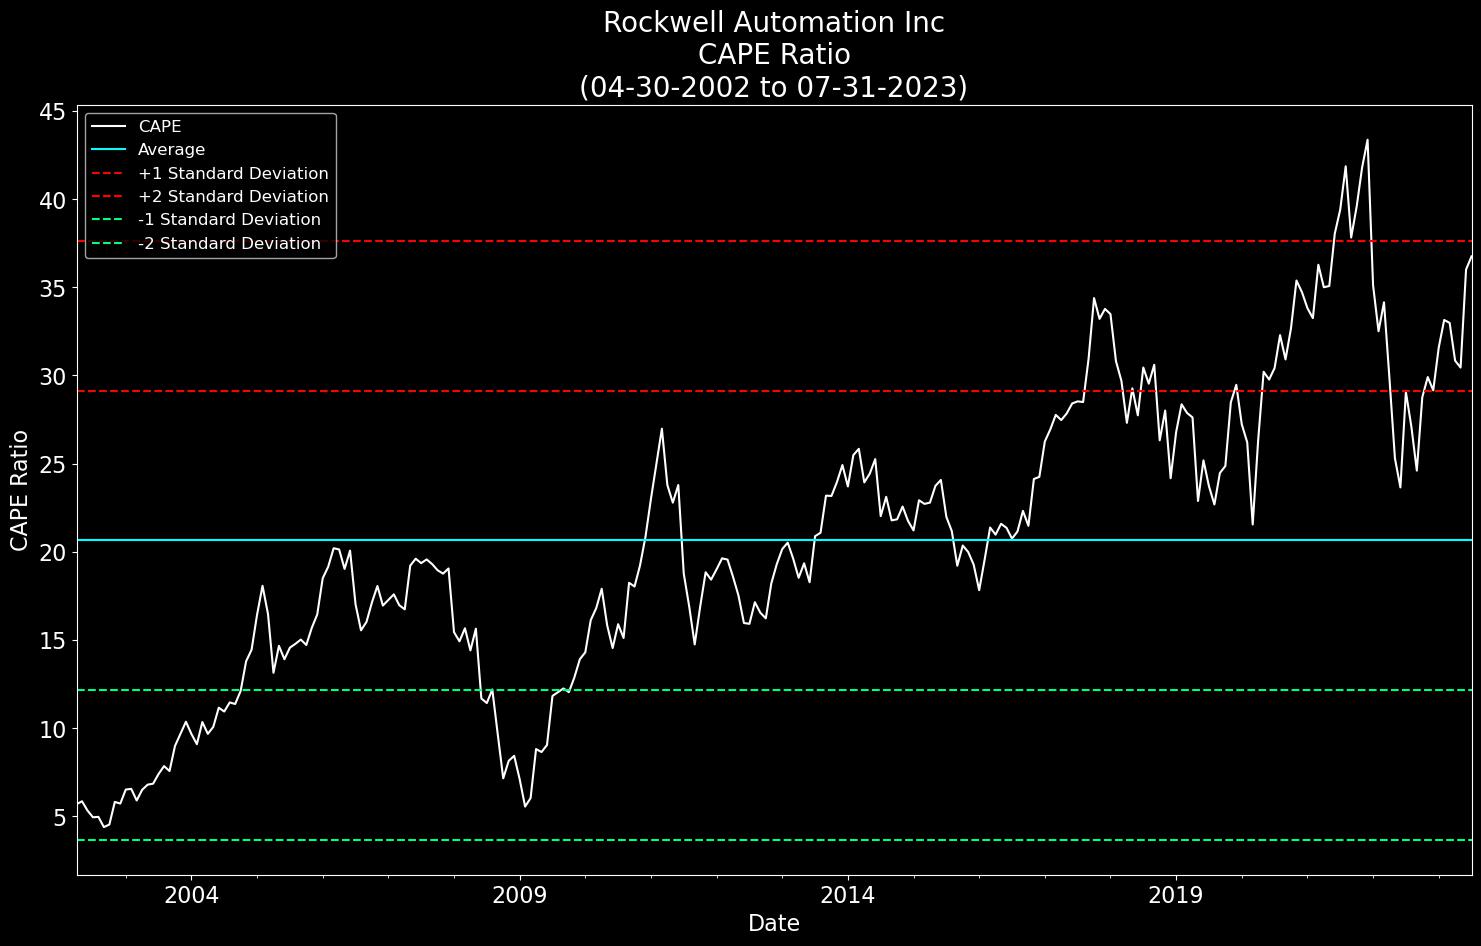 Rockwell Automation Inc
CAPE Ratio
(04-30-2002 to 07-31-2023)
CAPE
Average
+1 Standard Deviation
+2 Standard Deviation
-1 Standard Deviation
-2 Standard Deviation
45
40
35
30
25
20
15
10
5
CAPE Ratio
2004
2009
2014
2019
Date